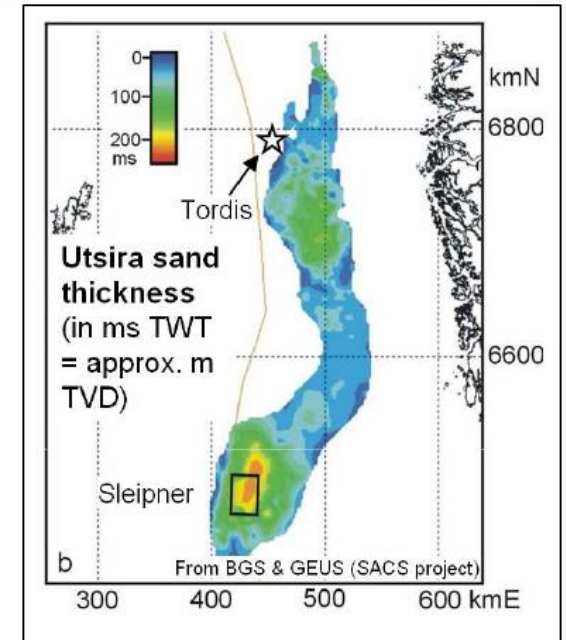 0
100
200
ms
kmN
6800
Tordis
Utsira sand
thickness
(in ms TWT
= approx. m
TVD)
6600
Sleipner
b
From BGS & GEUS (SACS project)
300 400 500 600 kmE